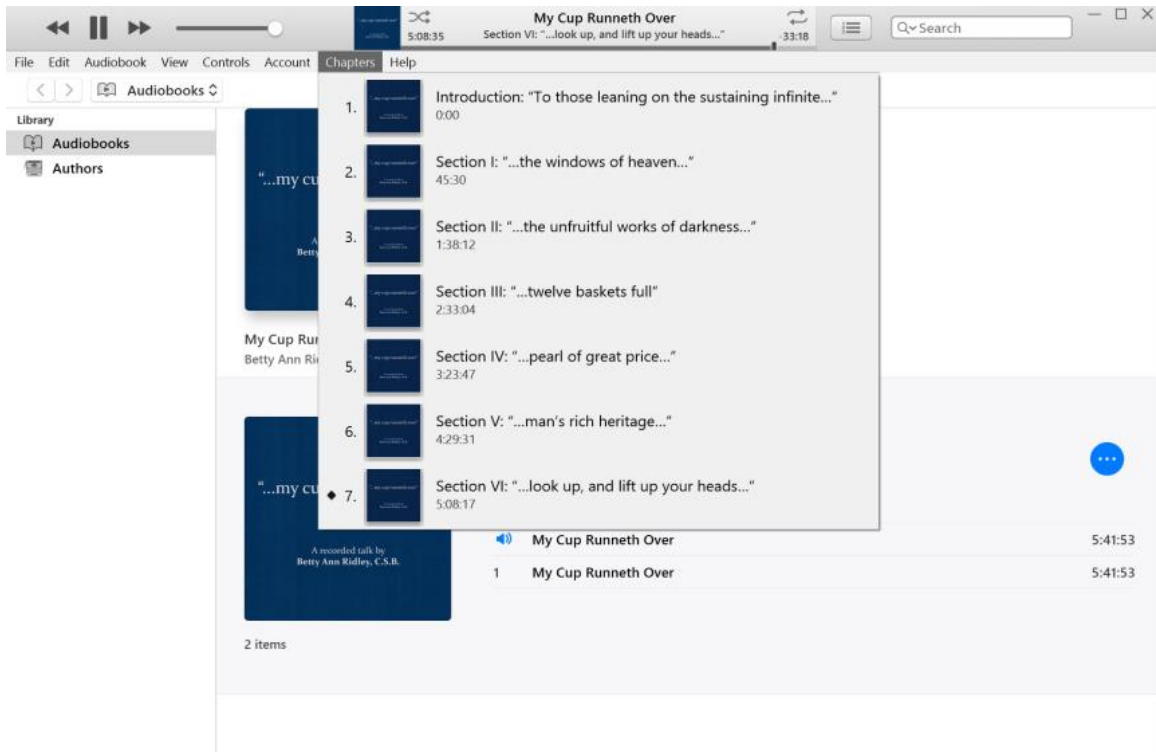 My Cup Runneth Over
5:08:35
Section VI: "...look up, and lift up your heads..."
-33:18
Search
File Edit Audiobook View Controls Account Chapters Help
Audiobooks
Library
Audiobooks
Authors
"...my cu
A
Betty
My Cup Run
Betty Ann Ri
1.
Introduction: "To those leaning on the sustaining infinite..."
0:00
2.
Section I: "...the windows of heaven..."
45:30
3.
Section II: "...the unfruitful works of darkness..."
1:38:12
4.
Section III: "...twelve baskets full"
2:33:04
5.
Section IV: "...pearl of great price..."
3:23:47
6.
Section V: "...man's rich heritage..."
4:29:31
7.
Section VI: "...look up, and lift up your heads..."
5:08:17
"...my cu
A recorded talk by
Betty Ann Ridley, C.S.B.
My Cup Runneth Over 5:41:53
1 My Cup Runneth Over 5:41:53
2 items